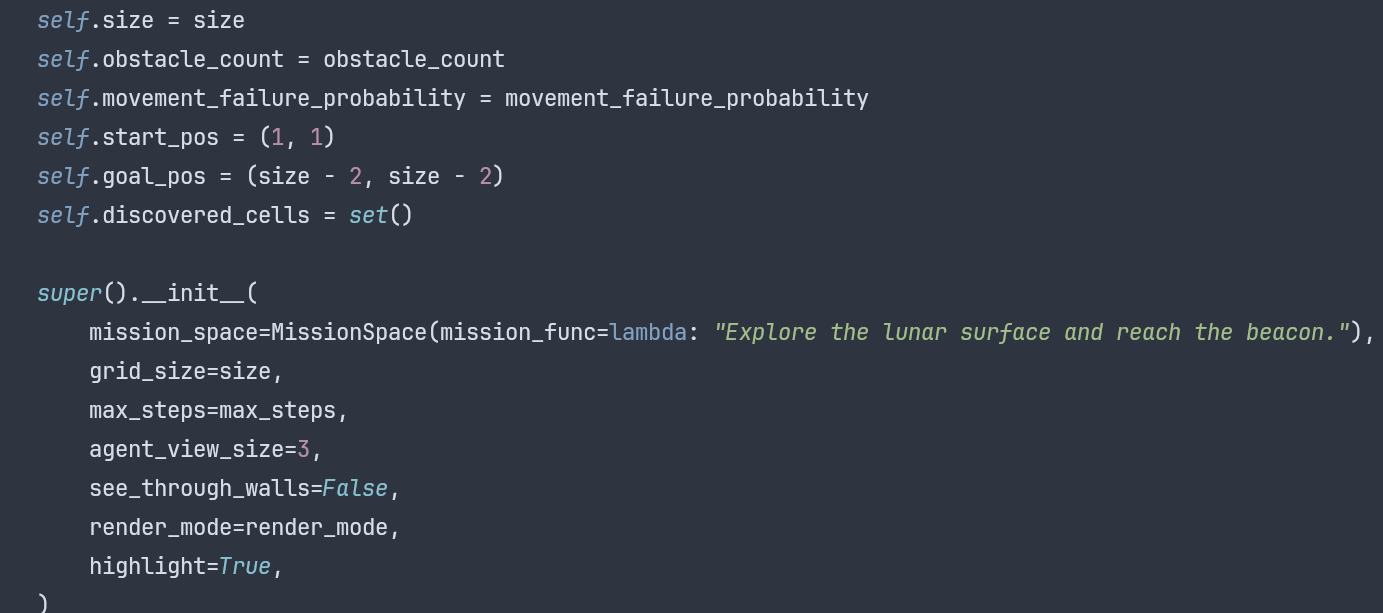 self.size = size
self.obstacle_count = obstacle_count
self.movement_failure_probability = movement_failure_probability
self.start_pos = (1, 1)
self.goal_pos = (size - 2, size - 2)
self.discovered_cells = set()

super().__init__(
    mission_space=MissionSpace(mission_func=lambda: "Explore the lunar surface and reach the beacon."),
    grid_size=size,
    max_steps=max_steps,
    agent_view_size=3,
    see_through_walls=False,
    render_mode=render_mode,
    highlight=True,
)